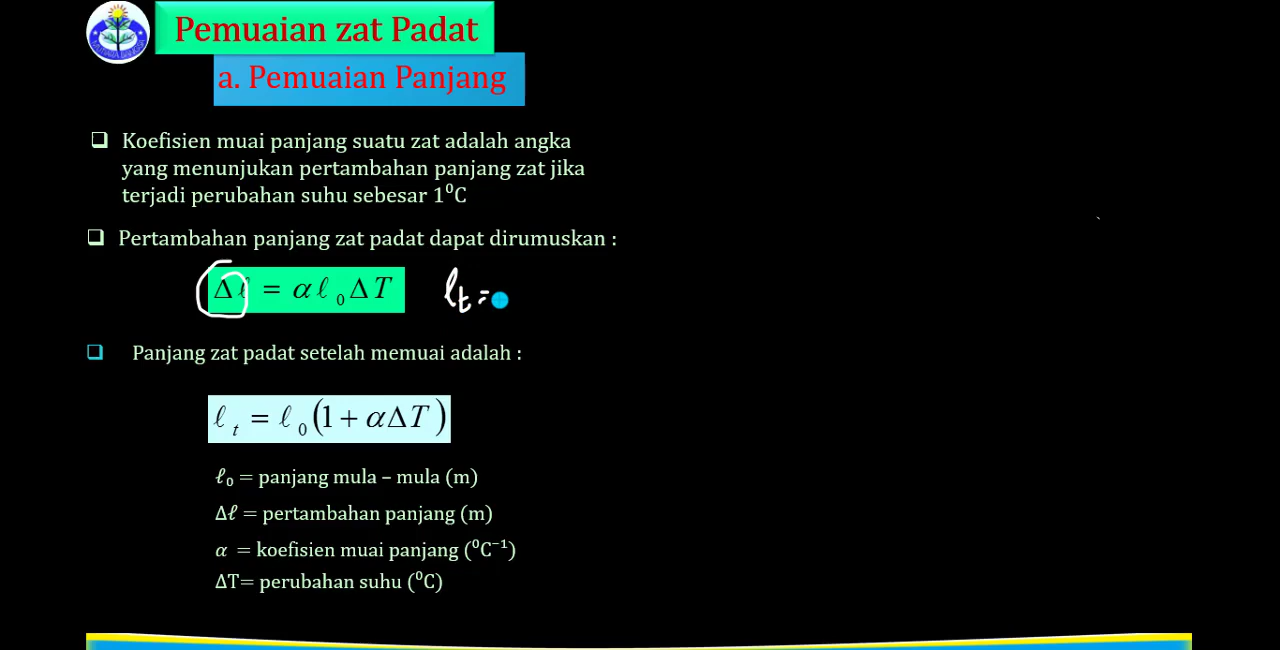 Pemuaian zat Padat
a. Pemuaian Panjang
❑ Koefisien muai panjang suatu zat adalah angka
yang menunjukan pertambahan panjang zat jika
terjadi perubahan suhu sebesar 1⁰C
❑ Pertambahan panjang zat padat dapat dirumuskan :
Δℓ = αℓ₀ΔT ℓt =
❑ Panjang zat padat setelah memuai adalah :
ℓt = ℓ₀(1 + αΔT)
ℓ₀ = panjang mula – mula (m)
Δℓ = pertambahan panjang (m)
α = koefisien muai panjang (⁰C⁻¹)
ΔT= perubahan suhu (⁰C)